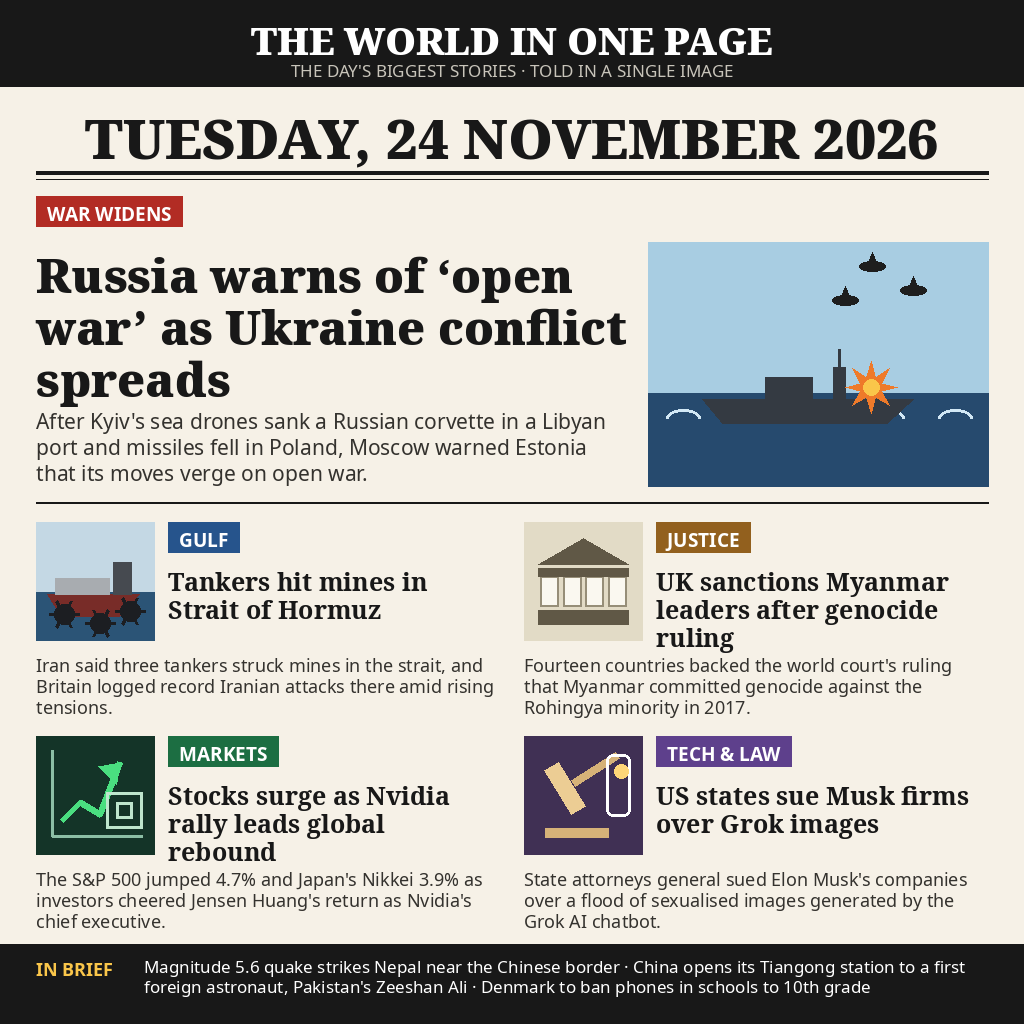 THE WORLD IN ONE PAGE
THE DAY'S BIGGEST STORIES · TOLD IN A SINGLE IMAGE
TUESDAY, 24 NOVEMBER 2026
WAR WIDENS
Russia warns of ‘open
war’ as Ukraine conflict
spreads
After Kyiv's sea drones sank a Russian corvette in a Libyan
port and missiles fell in Poland, Moscow warned Estonia
that its moves verge on open war.
GULF
Tankers hit mines in
Strait of Hormuz
Iran said three tankers struck mines in the strait, and
Britain logged record Iranian attacks there amid rising
tensions.
JUSTICE
UK sanctions Myanmar
leaders after genocide
ruling
Fourteen countries backed the world court's ruling
that Myanmar committed genocide against the
Rohingya minority in 2017.
MARKETS
Stocks surge as Nvidia
rally leads global
rebound
The S&P 500 jumped 4.7% and Japan's Nikkei 3.9% as
investors cheered Jensen Huang's return as Nvidia's
chief executive.
TECH & LAW
US states sue Musk firms
over Grok images
State attorneys general sued Elon Musk's companies
over a flood of sexualised images generated by the
Grok AI chatbot.
IN BRIEF
Magnitude 5.6 quake strikes Nepal near the Chinese border · China opens its Tiangong station to a first
foreign astronaut, Pakistan's Zeeshan Ali · Denmark to ban phones in schools to 10th grade